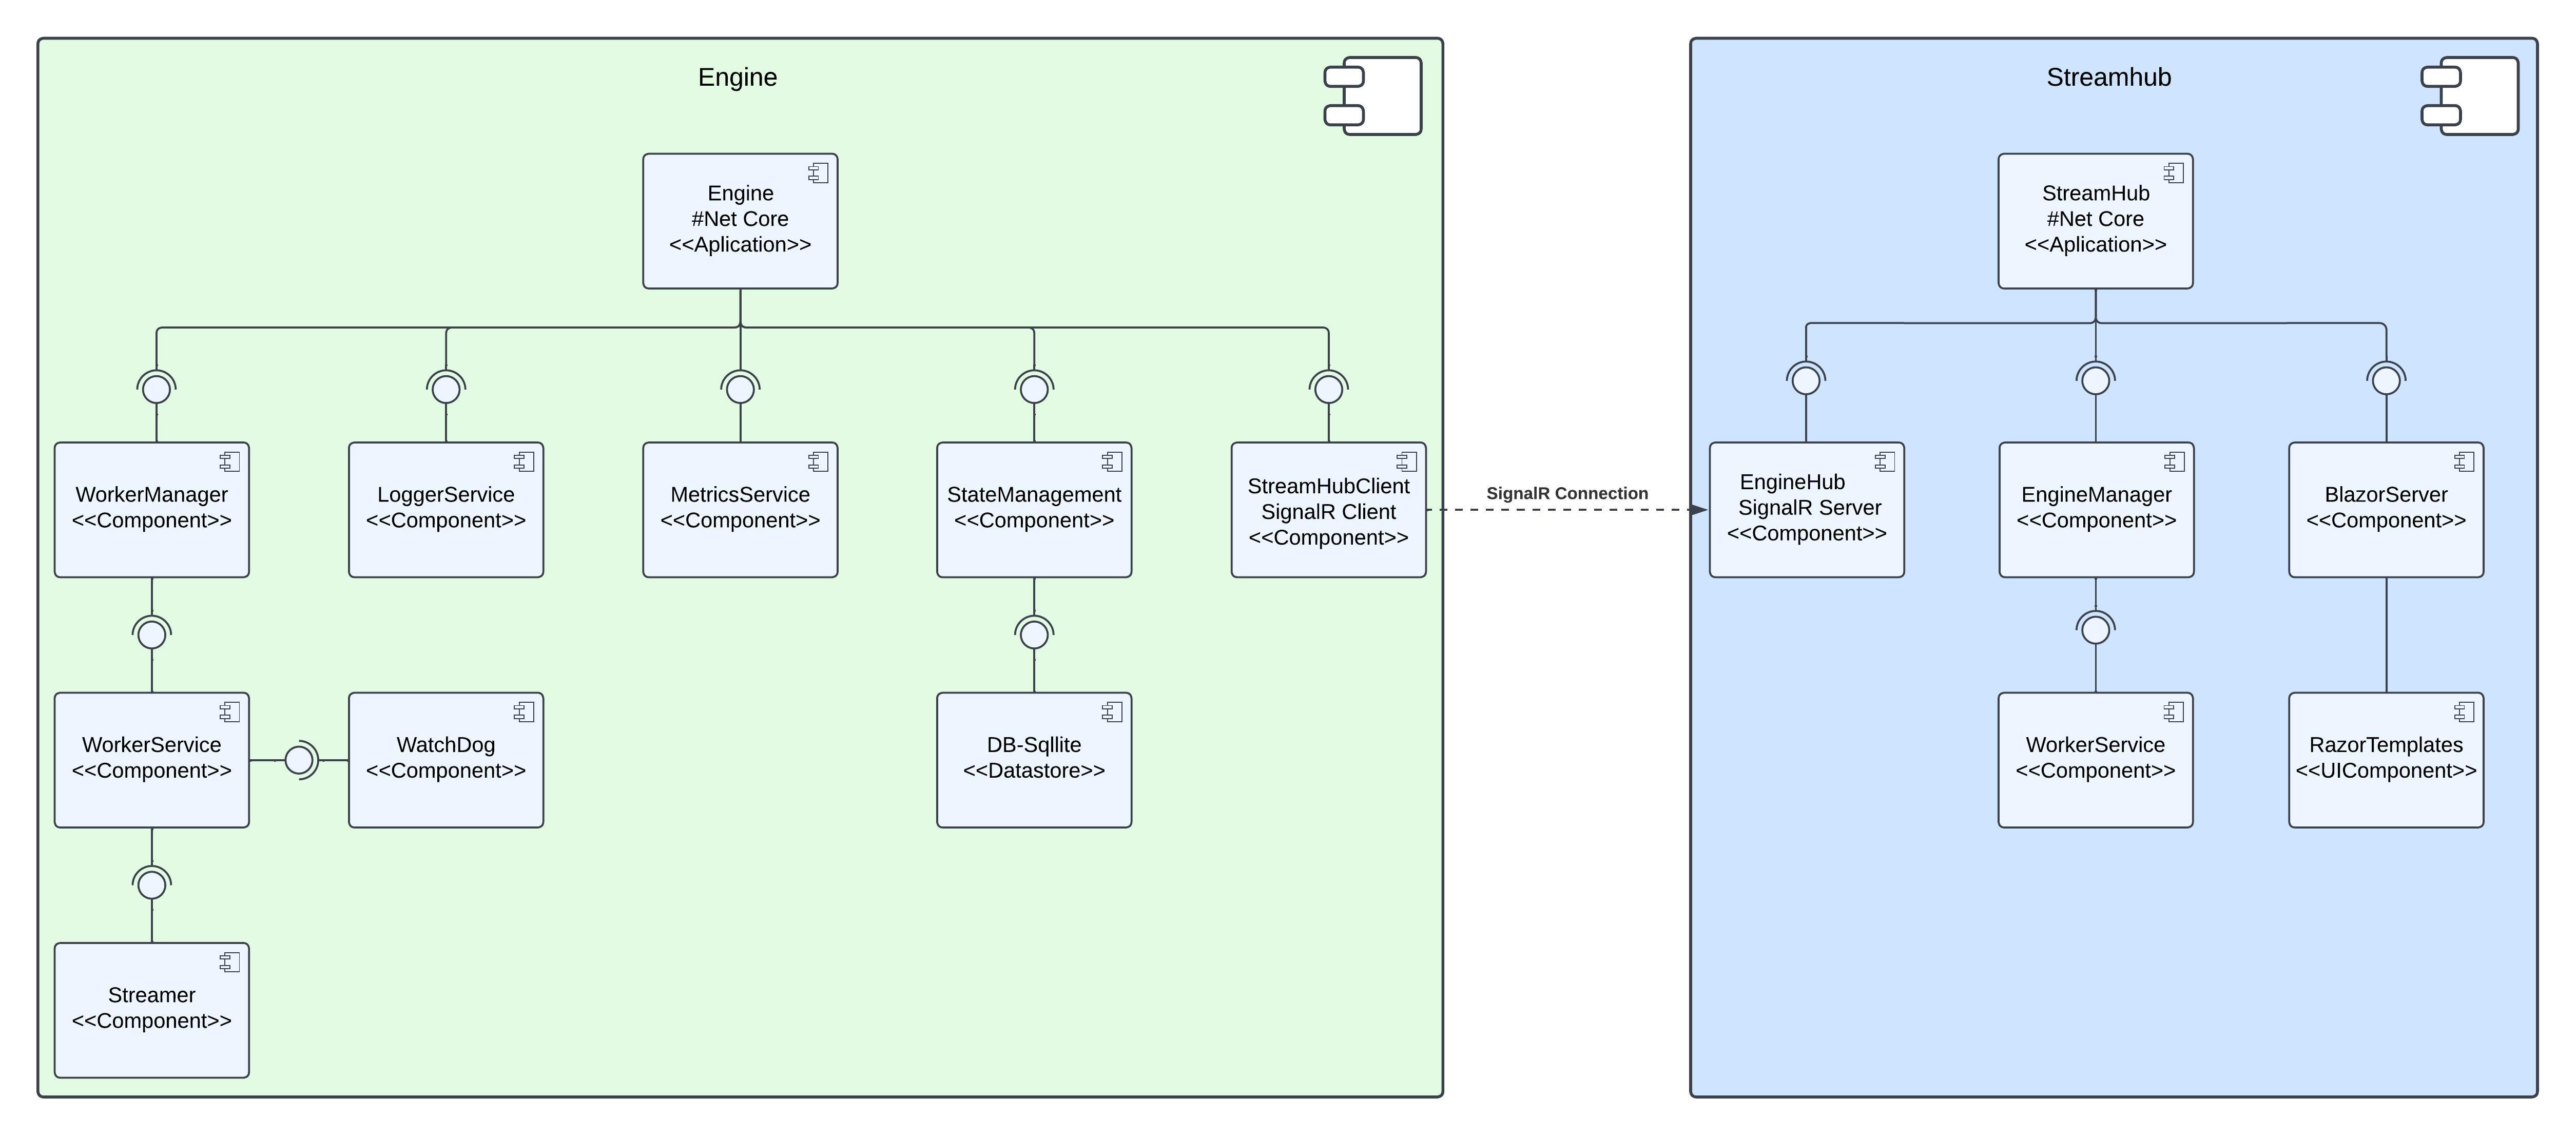 Engine
Streamhub
Engine
#Net Core
<<Aplication>>
StreamHub
#Net Core
<<Aplication>>
WorkerManager
<<Component>>
LoggerService
<<Component>>
MetricsService
<<Component>>
StateManagement
<<Component>>
StreamHubClient
SignalR Client
<<Component>>
SignalR Connection
EngineHub
SignalR Server
<<Component>>
EngineManager
<<Component>>
BlazorServer
<<Component>>
WorkerService
<<Component>>
WatchDog
<<Component>>
DB-Sqllite
<<Datastore>>
WorkerService
<<Component>>
RazorTemplates
<<UIComponent>>
Streamer
<<Component>>